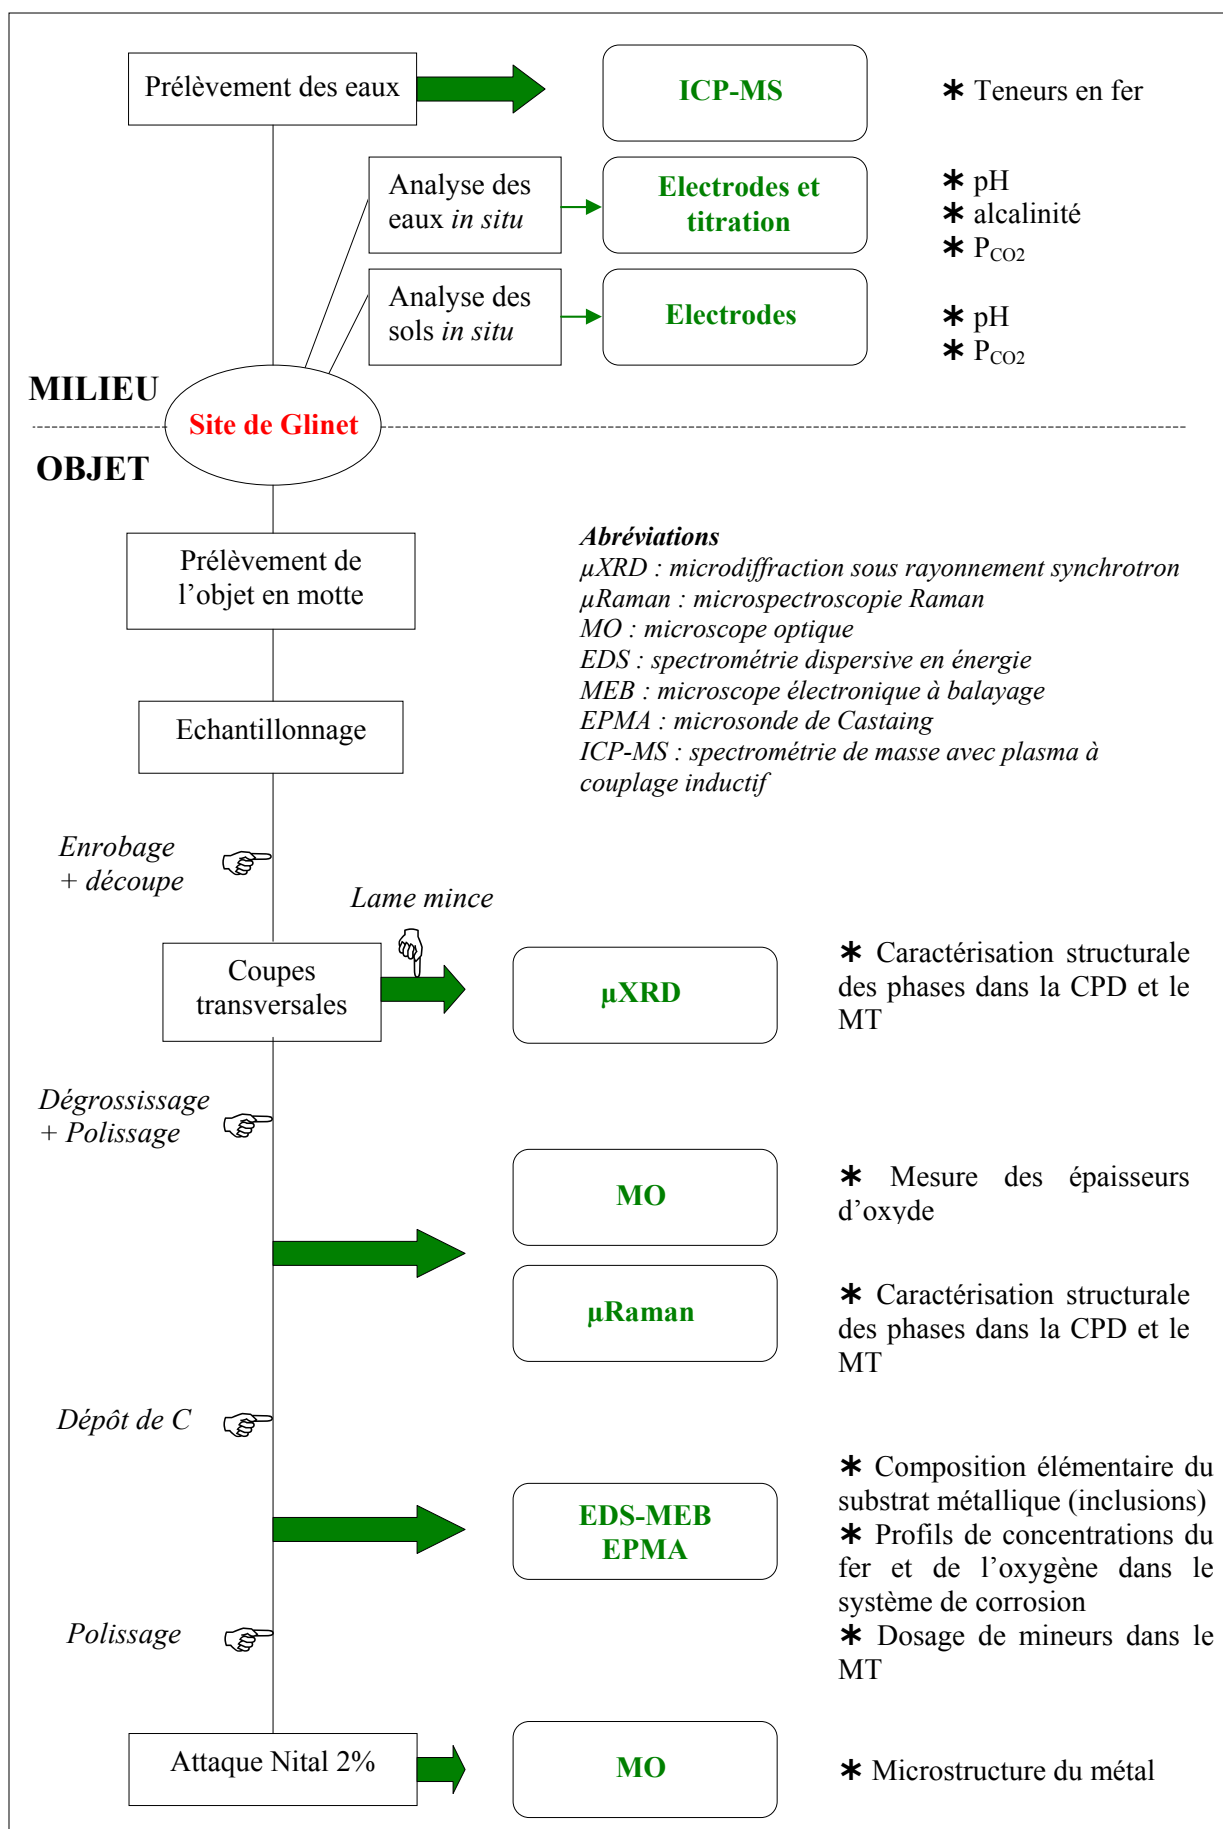 Prélèvement des eaux
ICP-MS
∗ Teneurs en fer
Analyse des
eaux in situ
Electrodes et
titration
∗ pH
∗ alcalinité
∗ PCO2
Analyse des
sols in situ
Electrodes
∗ pH
∗ PCO2
MILIEU
Site de Glinet
OBJET
Prélèvement de
l’objet en motte
Abréviations
µXRD : microdiffraction sous rayonnement synchrotron
µRaman : microspectroscopie Raman
MO : microscope optique
EDS : spectrométrie dispersive en énergie
MEB : microscope électronique à balayage
EPMA : microsonde de Castaing
ICP-MS : spectrométrie de masse avec plasma à
couplage inductif
Echantillonnage
Enrobage
+ découpe
Lame mince
Coupes
transversales
µXRD
∗ Caractérisation structurale
des phases dans la CPD et le
MT
Dégrossissage
+ Polissage
MO
∗ Mesure des épaisseurs
d’oxyde
µRaman
∗ Caractérisation structurale
des phases dans la CPD et le
MT
Dépôt de C
EDS-MEB
EPMA
∗ Composition élémentaire du
substrat métallique (inclusions)
∗ Profils de concentrations du
fer et de l’oxygène dans le
système de corrosion
∗ Dosage de mineurs dans le
MT
Polissage
Attaque Nital 2%
MO
∗ Microstructure du métal